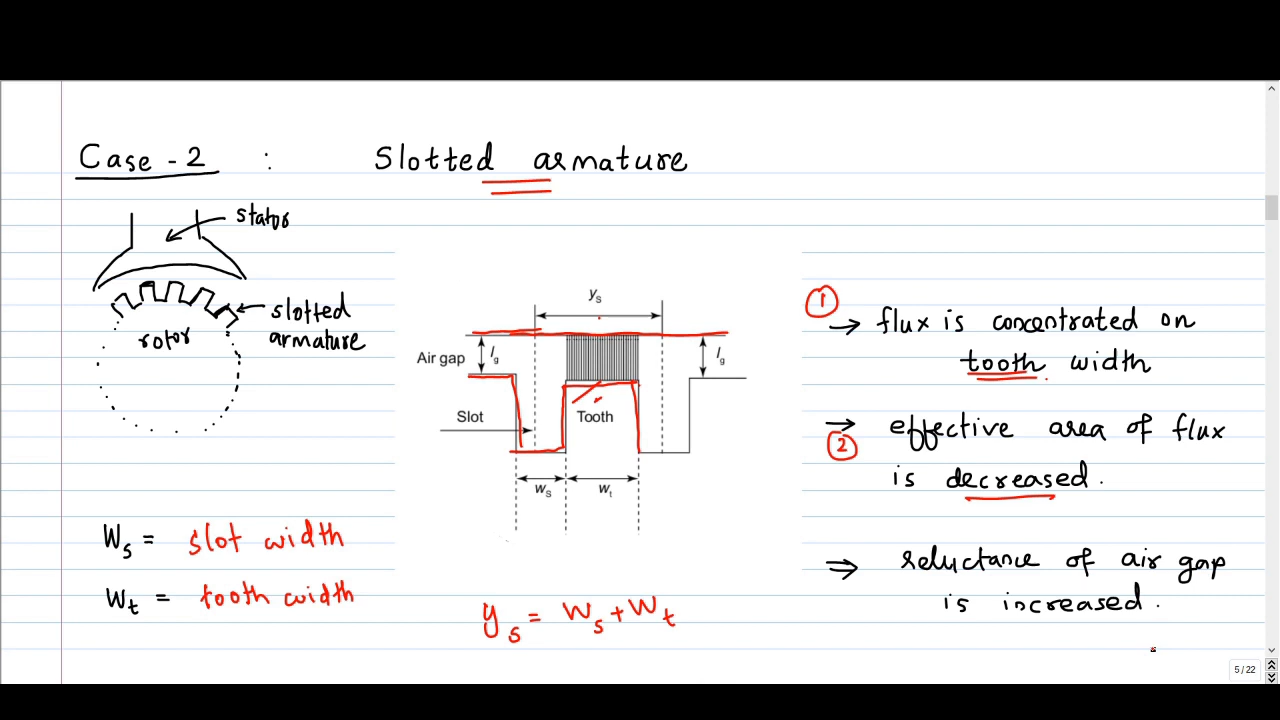 Case - 2 : Slotted armature
stator
slotted
armature
rotor
yₛ
Air gap l_g l_g
Slot Tooth
wₛ wₜ
Wₛ = slot width
Wₜ = tooth width
yₛ = Wₛ + Wₜ
① → flux is concentrated on
tooth width
② → effective area of flux
is decreased.
⇒ reluctance of air gap
is increased.
5 / 22